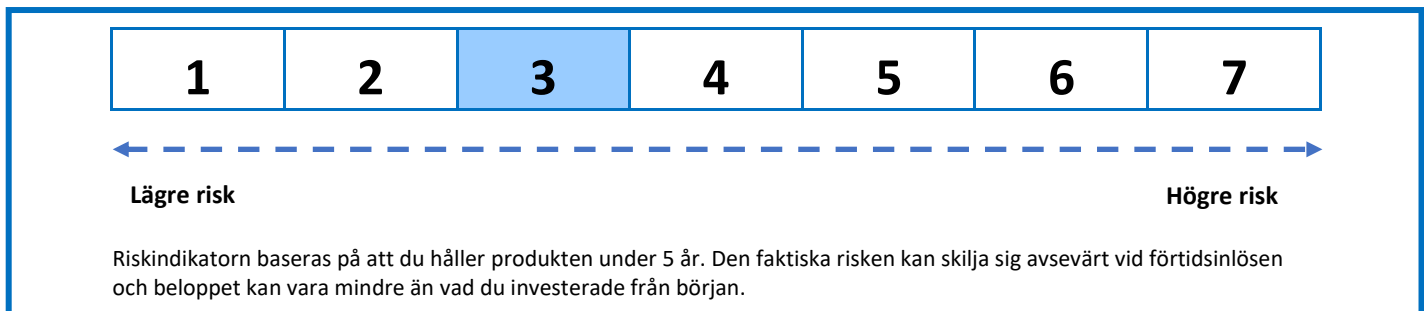 1 2 3 4 5 6 7
Lägre risk Högre risk
Riskindikatorn baseras på att du håller produkten under 5 år. Den faktiska risken kan skilja sig avsevärt vid förtidsinlösen
och beloppet kan vara mindre än vad du investerade från början.